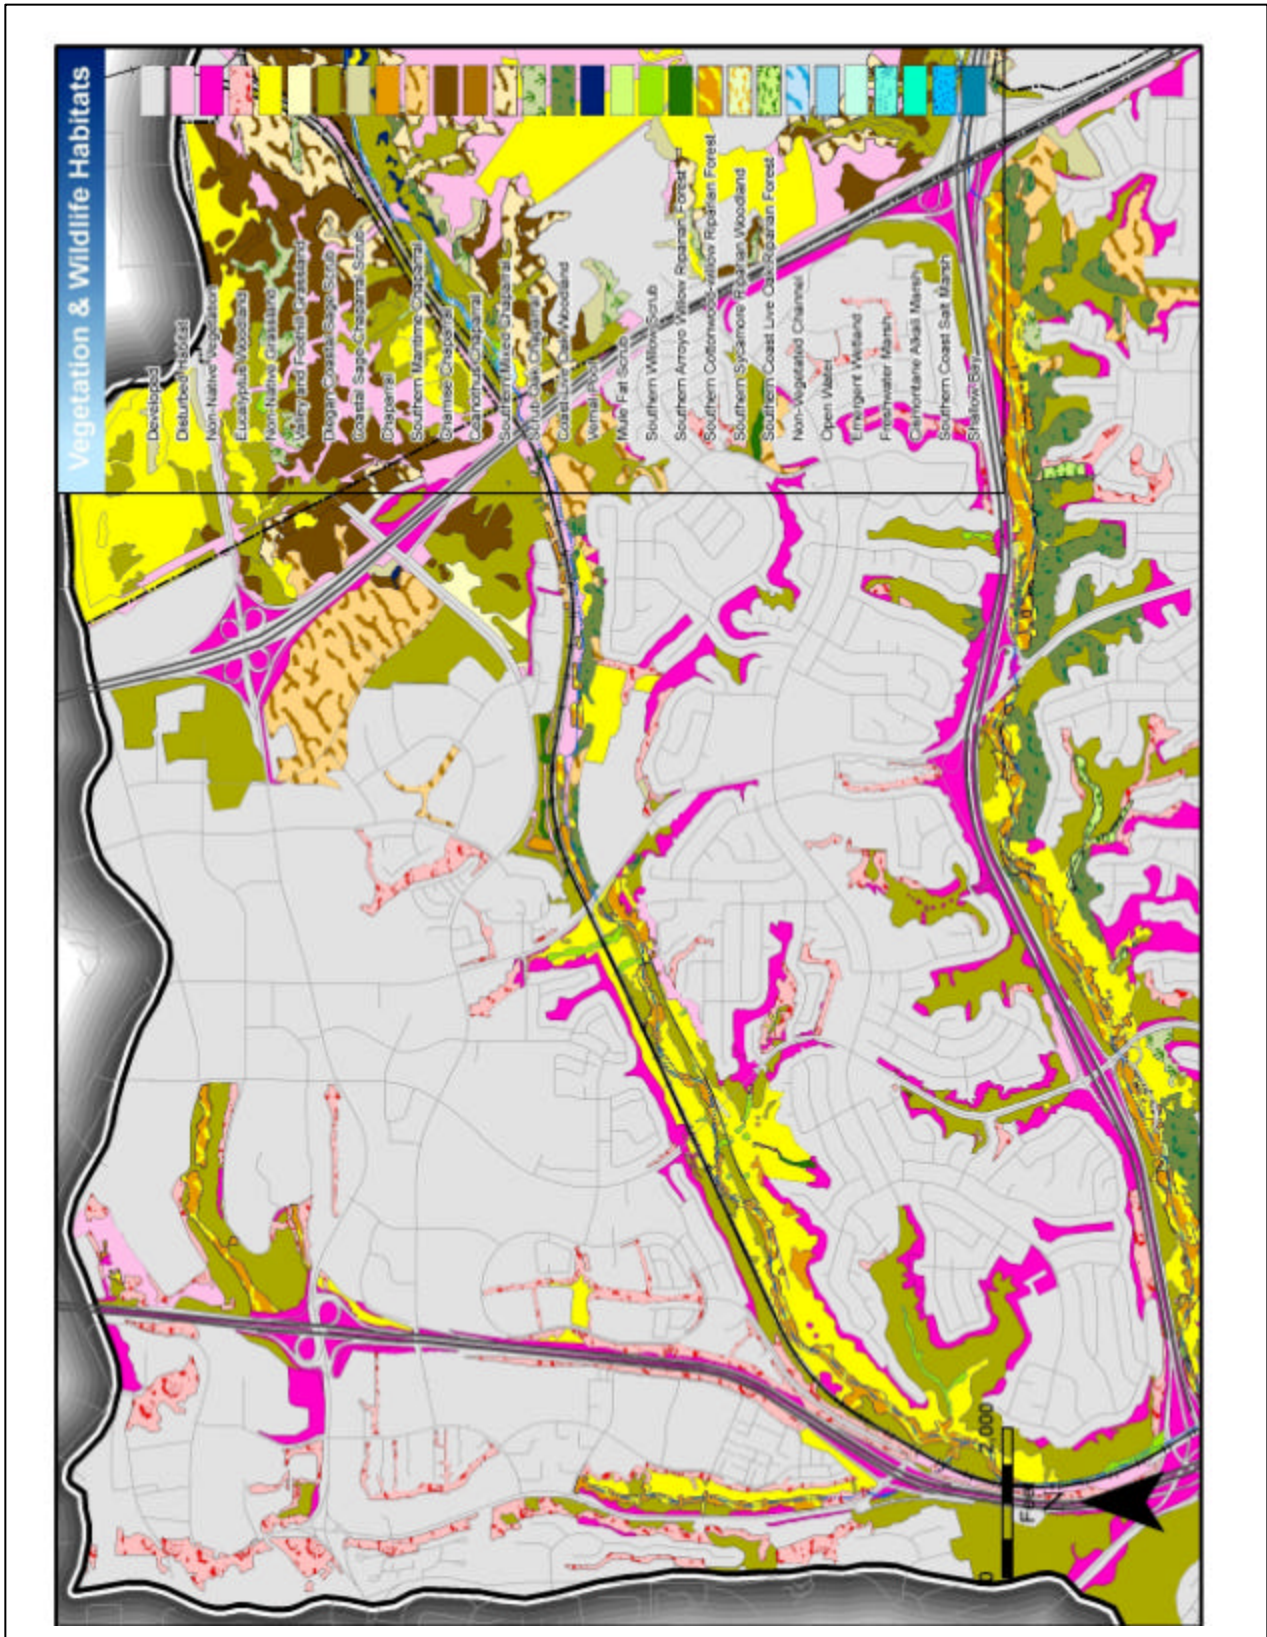 Vegetation & Wildlife Habitats
Developed
Disturbed Habitat
Non-Native Vegetation
Eucalyptus Woodland
Non-Native Grassland
Valley and Foothill Grassland
Diegan Coastal Sage Scrub
Coastal Sage-Chaparral Scrub
Chaparral
Southern Maritime Chaparral
Chamise Chaparral
Ceanothus Chaparral
Southern Mixed Chaparral
Scrub Oak Chaparral
Coast Live Oak Woodland
Vernal Pool
Mule Fat Scrub
Southern Willow Scrub
Southern Arroyo Willow Riparian Forest
Southern Cottonwood-willow Riparian Forest
Southern Sycamore Riparian Woodland
Southern Coast Live Oak Riparian Forest
Non-Vegetated Channel
Open Water
Emergent Wetland
Freshwater Marsh
Cismontane Alkali Marsh
Southern Coast Salt Marsh
Shallow Bay
0 2,000